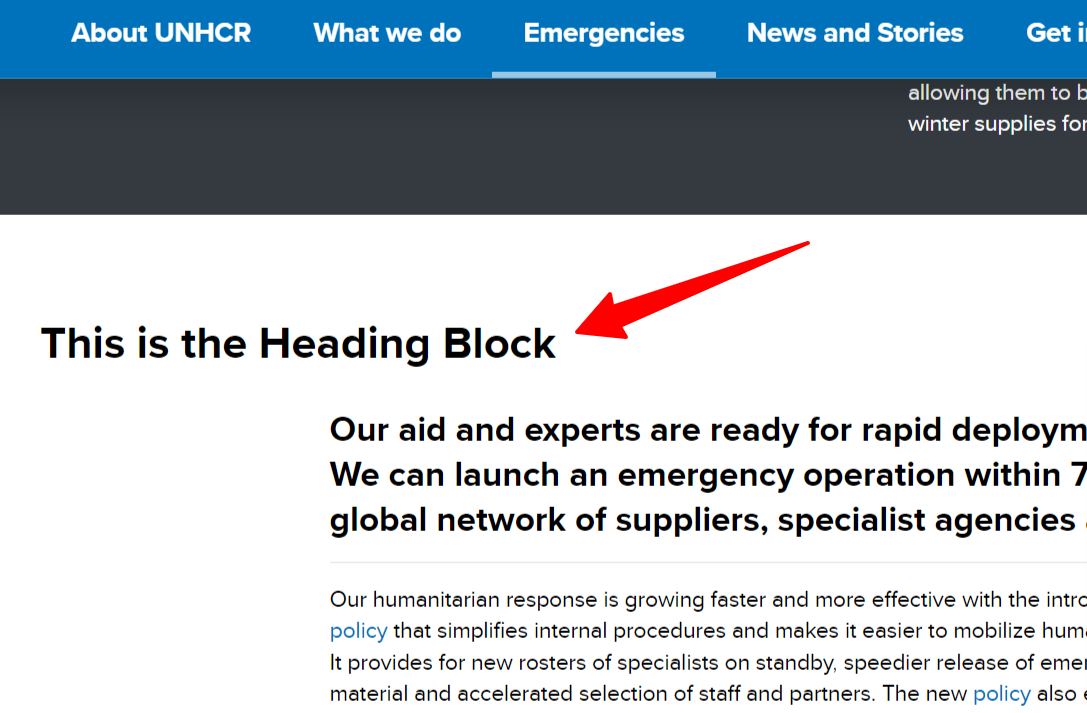 About UNHCR What we do Emergencies News and Stories Get
allowing them to
winter supplies for
This is the Heading Block
Our aid and experts are ready for rapid
We can launch an emergency operation within 7
global network of suppliers, specialist agencies
Our humanitarian response is growing faster and more effective with the
policy that simplifies internal procedures and makes it easier to mobilize
It provides for new rosters of specialists on standby, speedier release of
material and accelerated selection of staff and partners. The new policy also